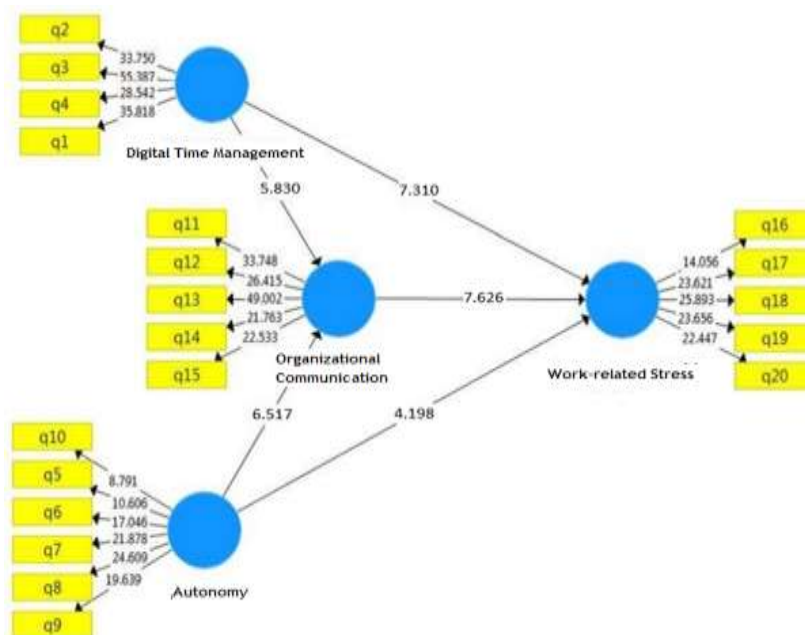 q2
q3
q4
q1
33.750
55.387
28.542
35.818
Digital Time Management
5.830
7.310
q11
q12
q13
q14
q15
33.748
26.415
49.002
21.763
22.533
Organizational
Communication
7.626
q16
q17
q18
q19
q20
14.056
23.621
25.893
23.656
22.447
Work-related Stress
6.517
4.198
q10
q5
q6
q7
q8
q9
8.791
10.606
17.046
21.878
24.609
19.639
Autonomy